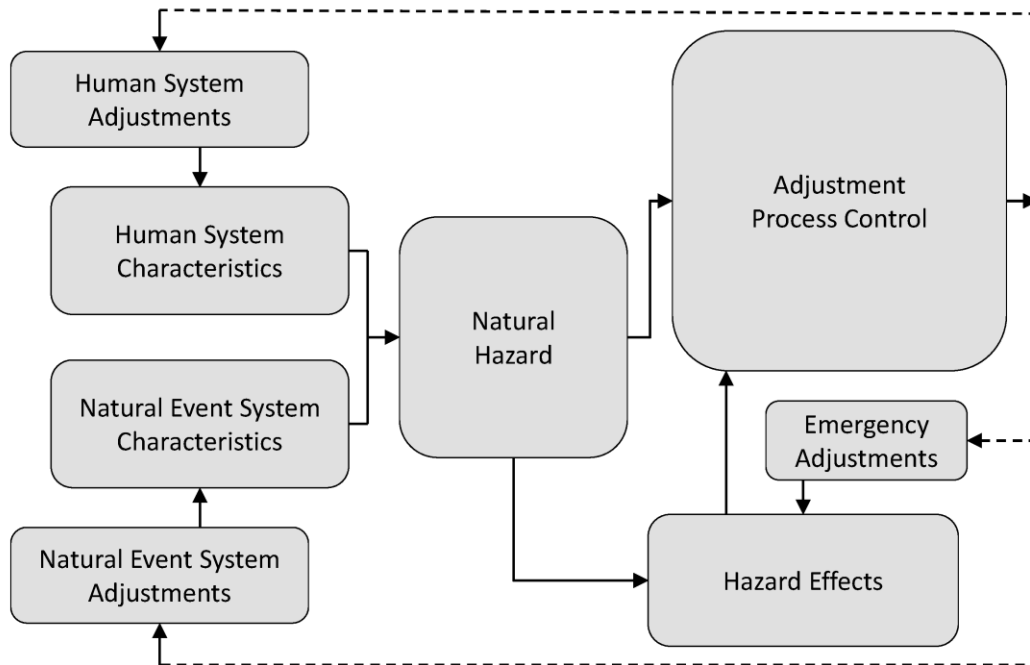 Human System
Adjustments
Human System
Characteristics
Natural Event System
Characteristics
Natural Event System
Adjustments
Natural
Hazard
Adjustment
Process Control
Emergency
Adjustments
Hazard Effects